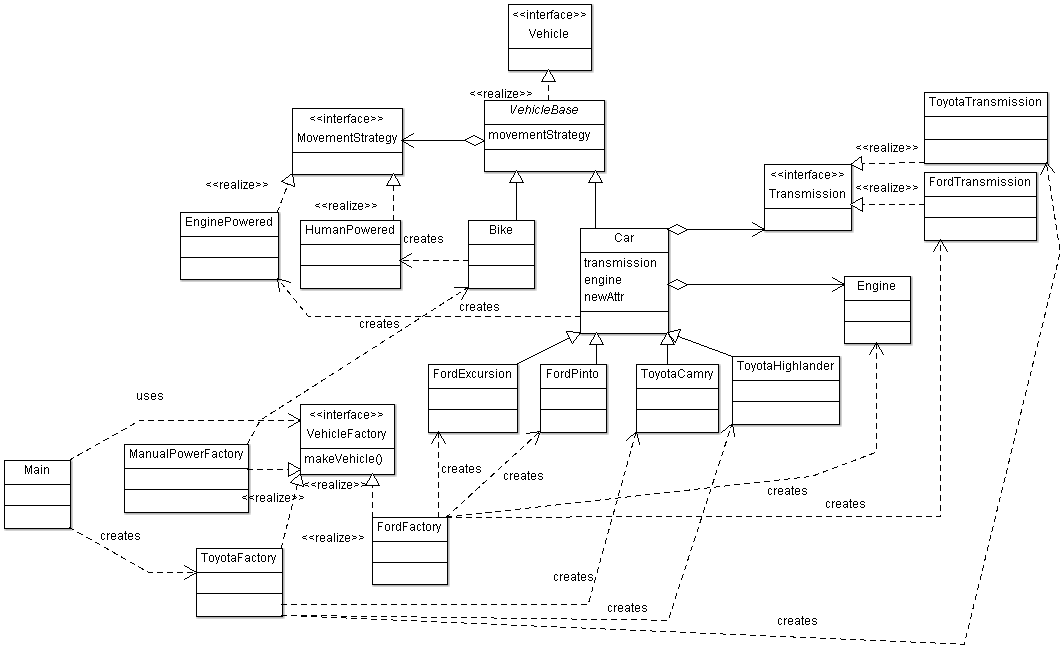 <<interface>>
Vehicle
<<realize>>
VehicleBase
movementStrategy
<<interface>>
MovementStrategy
ToyotaTransmission
<<realize>>
<<interface>>
Transmission
<<realize>>
FordTransmission
<<realize>>
<<realize>>
EnginePowered
HumanPowered
creates
Bike
Car
transmission
engine
newAttr
Engine
creates
creates
FordExcursion
FordPinto
ToyotaCamry
ToyotaHighlander
uses
<<interface>>
VehicleFactory
makeVehicle()
ManualPowerFactory
Main
creates
creates
<<realize>>
<<realize>>
creates
creates
FordFactory
<<realize>>
creates
ToyotaFactory
creates
creates
creates